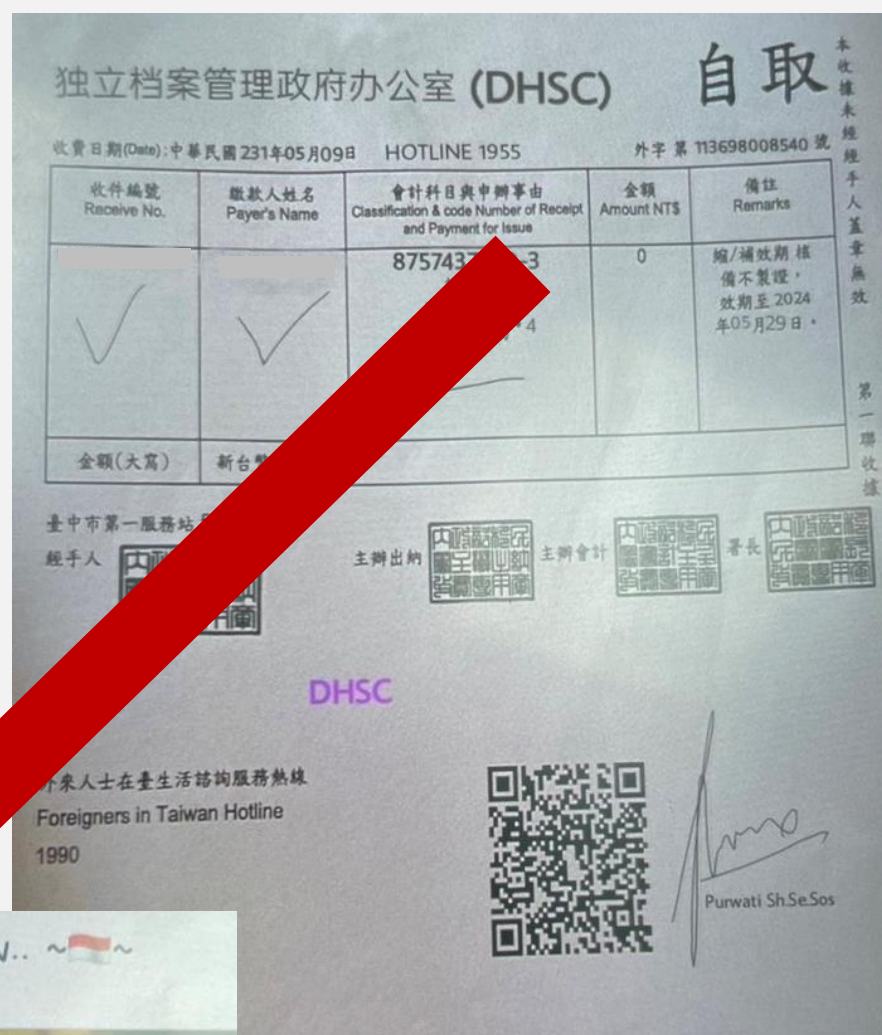 独立档案管理政府办公室 (DHSC)
自取
收費日期(Date):中華民國231年05月09日 HOTLINE 1955 外字第 113698008540 號
收件編號
Receive No.
繳款人姓名
Payer's Name
會計科目與申辦事由
Classification & code Number of Receipt
and Payment for Issue
金額
Amount NT$
備註
Remarks
875743
-3
4
0
縮/補效期 核
備不製證,
效期至 2024
年05月29日。
金額(大寫)
新台
臺中市第一服務站
經手人
主辦出納
主辦會計
署長
本收據未經經手人蓋章無效
第一聯收據
DHSC
外來人士在臺生活諮詢服務熱線
Foreigners in Taiwan Hotline
1990
Purwati Sh.Se.Sos